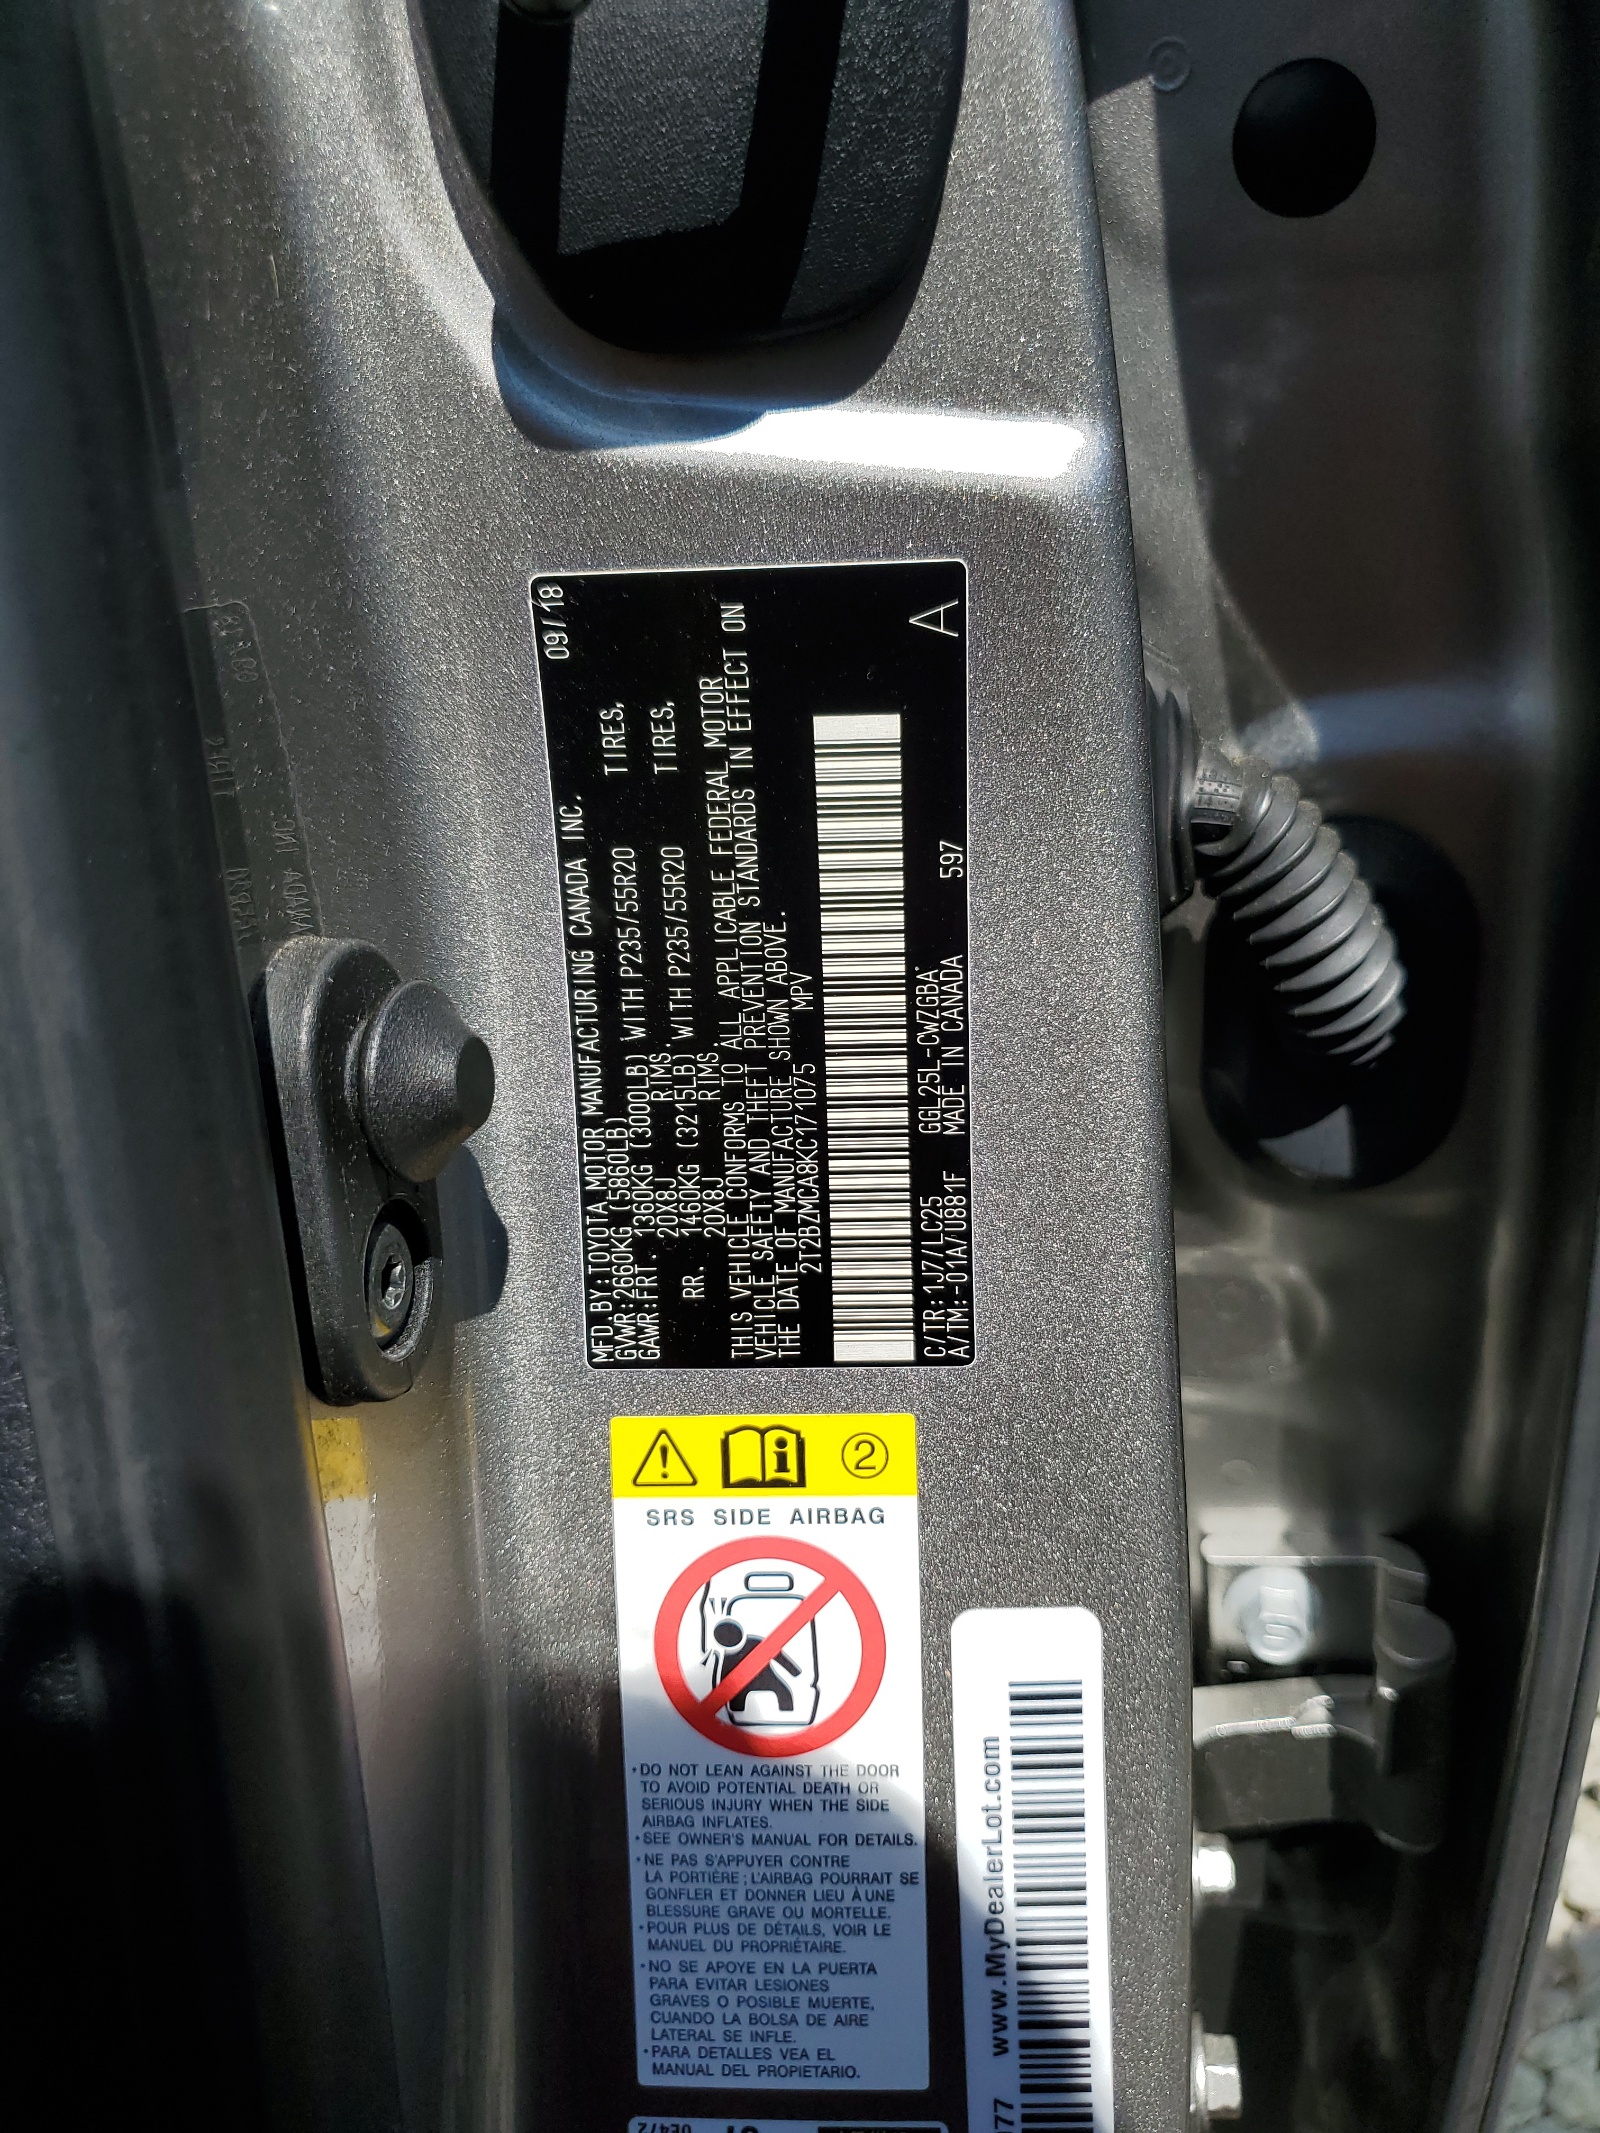 MFD.BY:TOYOTA MOTOR MANUFACTURING CANADA INC. 09/18
GVWR:2660KG (5860LB)
GAWR:FRT. 1360KG (3000LB) WITH P235/55R20 TIRES,
20X8J RIMS.
RR. 1460KG (3215LB) WITH P235/55R20 TIRES,
20X8J RIMS.
THIS VEHICLE CONFORMS TO ALL APPLICABLE FEDERAL MOTOR
VEHICLE SAFETY AND THEFT PREVENTION STANDARDS IN EFFECT ON
THE DATE OF MANUFACTURE SHOWN ABOVE.
2T2BZMCA8KC171075 MPV
C/TR:1J7/LC25 GGL25L-CWZGBA* 597 A
A/TM:-01A/U881F MADE IN CANADA
2
SRS SIDE AIRBAG
•DO NOT LEAN AGAINST THE DOOR
TO AVOID POTENTIAL DEATH OR
SERIOUS INJURY WHEN THE SIDE
AIRBAG INFLATES.
•SEE OWNER'S MANUAL FOR DETAILS.
•NE PAS S'APPUYER CONTRE
LA PORTIÈRE ; L'AIRBAG POURRAIT SE
GONFLER ET DONNER LIEU À UNE
BLESSURE GRAVE OU MORTELLE.
•POUR PLUS DE DÉTAILS, VOIR LE
MANUEL DU PROPRIÉTAIRE.
•NO SE APOYE EN LA PUERTA
PARA EVITAR LESIONES
GRAVES O POSIBLE MUERTE,
CUANDO LA BOLSA DE AIRE
LATERAL SE INFLE.
•PARA DETALLES VEA EL
MANUAL DEL PROPIETARIO.
www.MyDealerLot.com